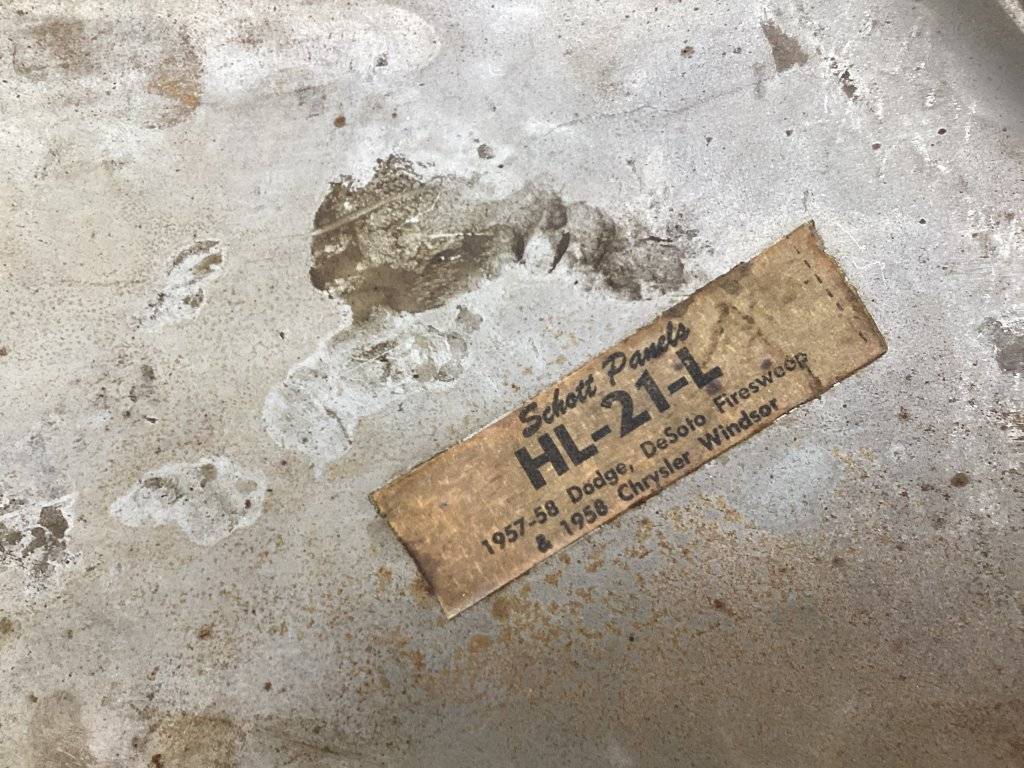 Schott Panels
HL-21-L
1957-58 Dodge, DeSoto Firesweep
& 1958 Chrysler Windsor